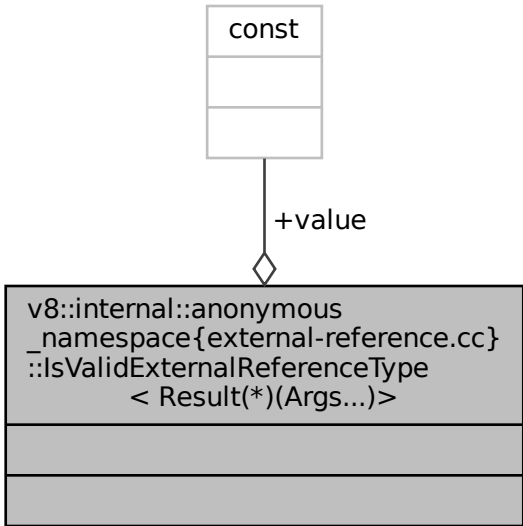 const
+value
v8::internal::anonymous
_namespace{external-reference.cc}
::IsValidExternalReferenceType
< Result(*)(Args...)>